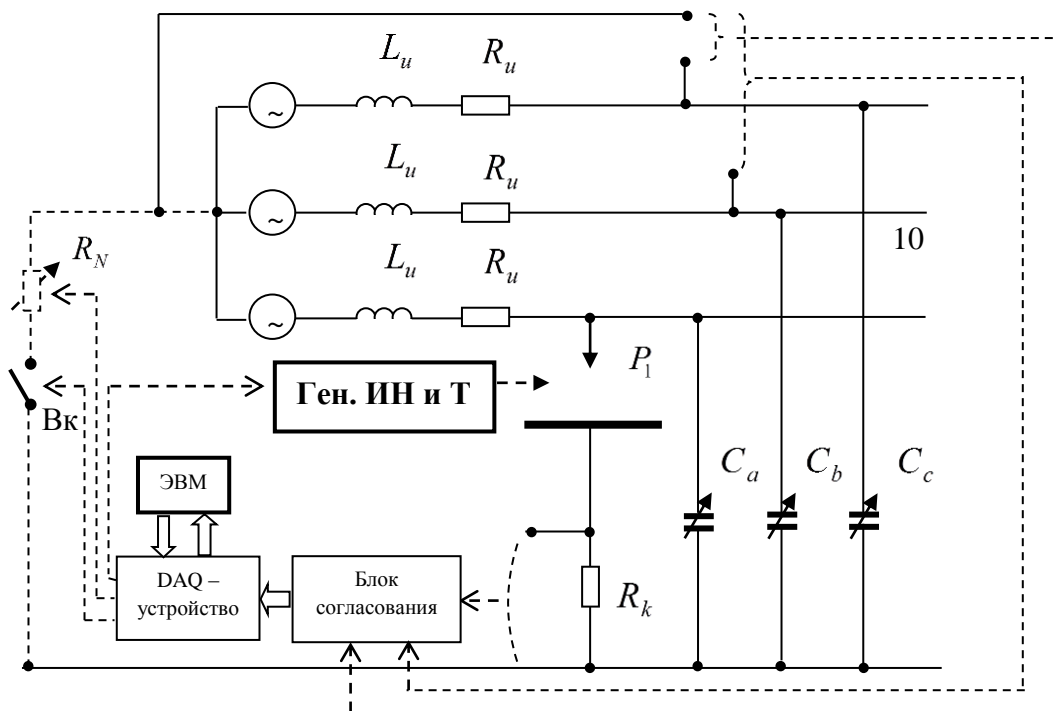 L_u R_u
~
L_u R_u
~
10
R_N
L_u R_u
~
P_1
Ген. ИН и Т
Вк
C_a C_b C_c
ЭВМ
DAQ –
устройство
Блок
согласования
R_k